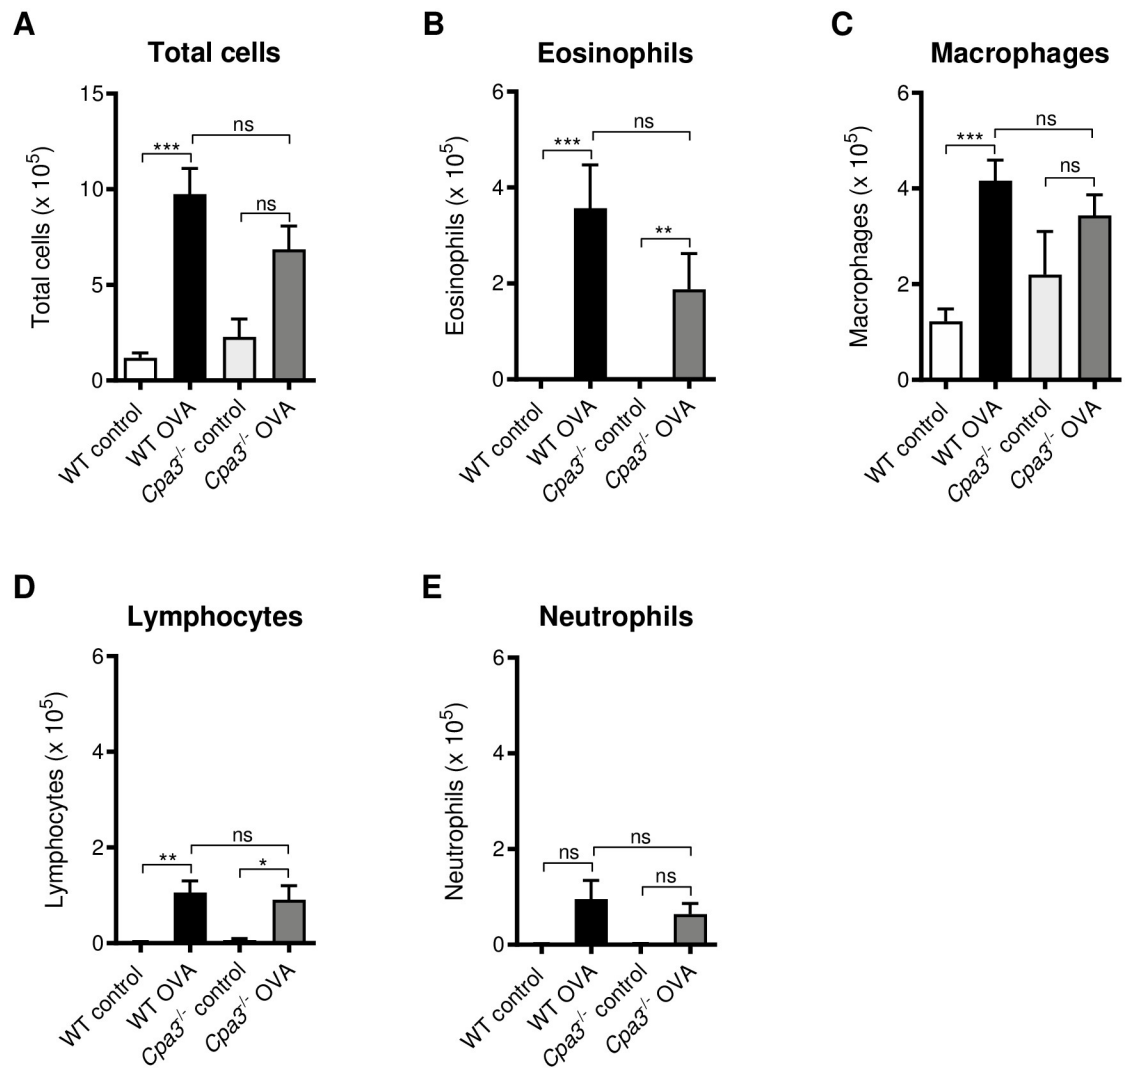 A
Total cells
Total cells (x 10⁵)
15
10
5
0
***
ns
ns
WT control
WT OVA
Cpa3⁻/⁻ control
Cpa3⁻/⁻ OVA
B
Eosinophils
Eosinophils (x 10⁵)
6
4
2
0
***
ns
**
WT control
WT OVA
Cpa3⁻/⁻ control
Cpa3⁻/⁻ OVA
C
Macrophages
Macrophages (x 10⁵)
6
4
2
0
***
ns
ns
WT control
WT OVA
Cpa3⁻/⁻ control
Cpa3⁻/⁻ OVA
D
Lymphocytes
Lymphocytes (x 10⁵)
6
4
2
0
**
ns
*
WT control
WT OVA
Cpa3⁻/⁻ control
Cpa3⁻/⁻ OVA
E
Neutrophils
Neutrophils (x 10⁵)
6
4
2
0
ns
ns
ns
WT control
WT OVA
Cpa3⁻/⁻ control
Cpa3⁻/⁻ OVA